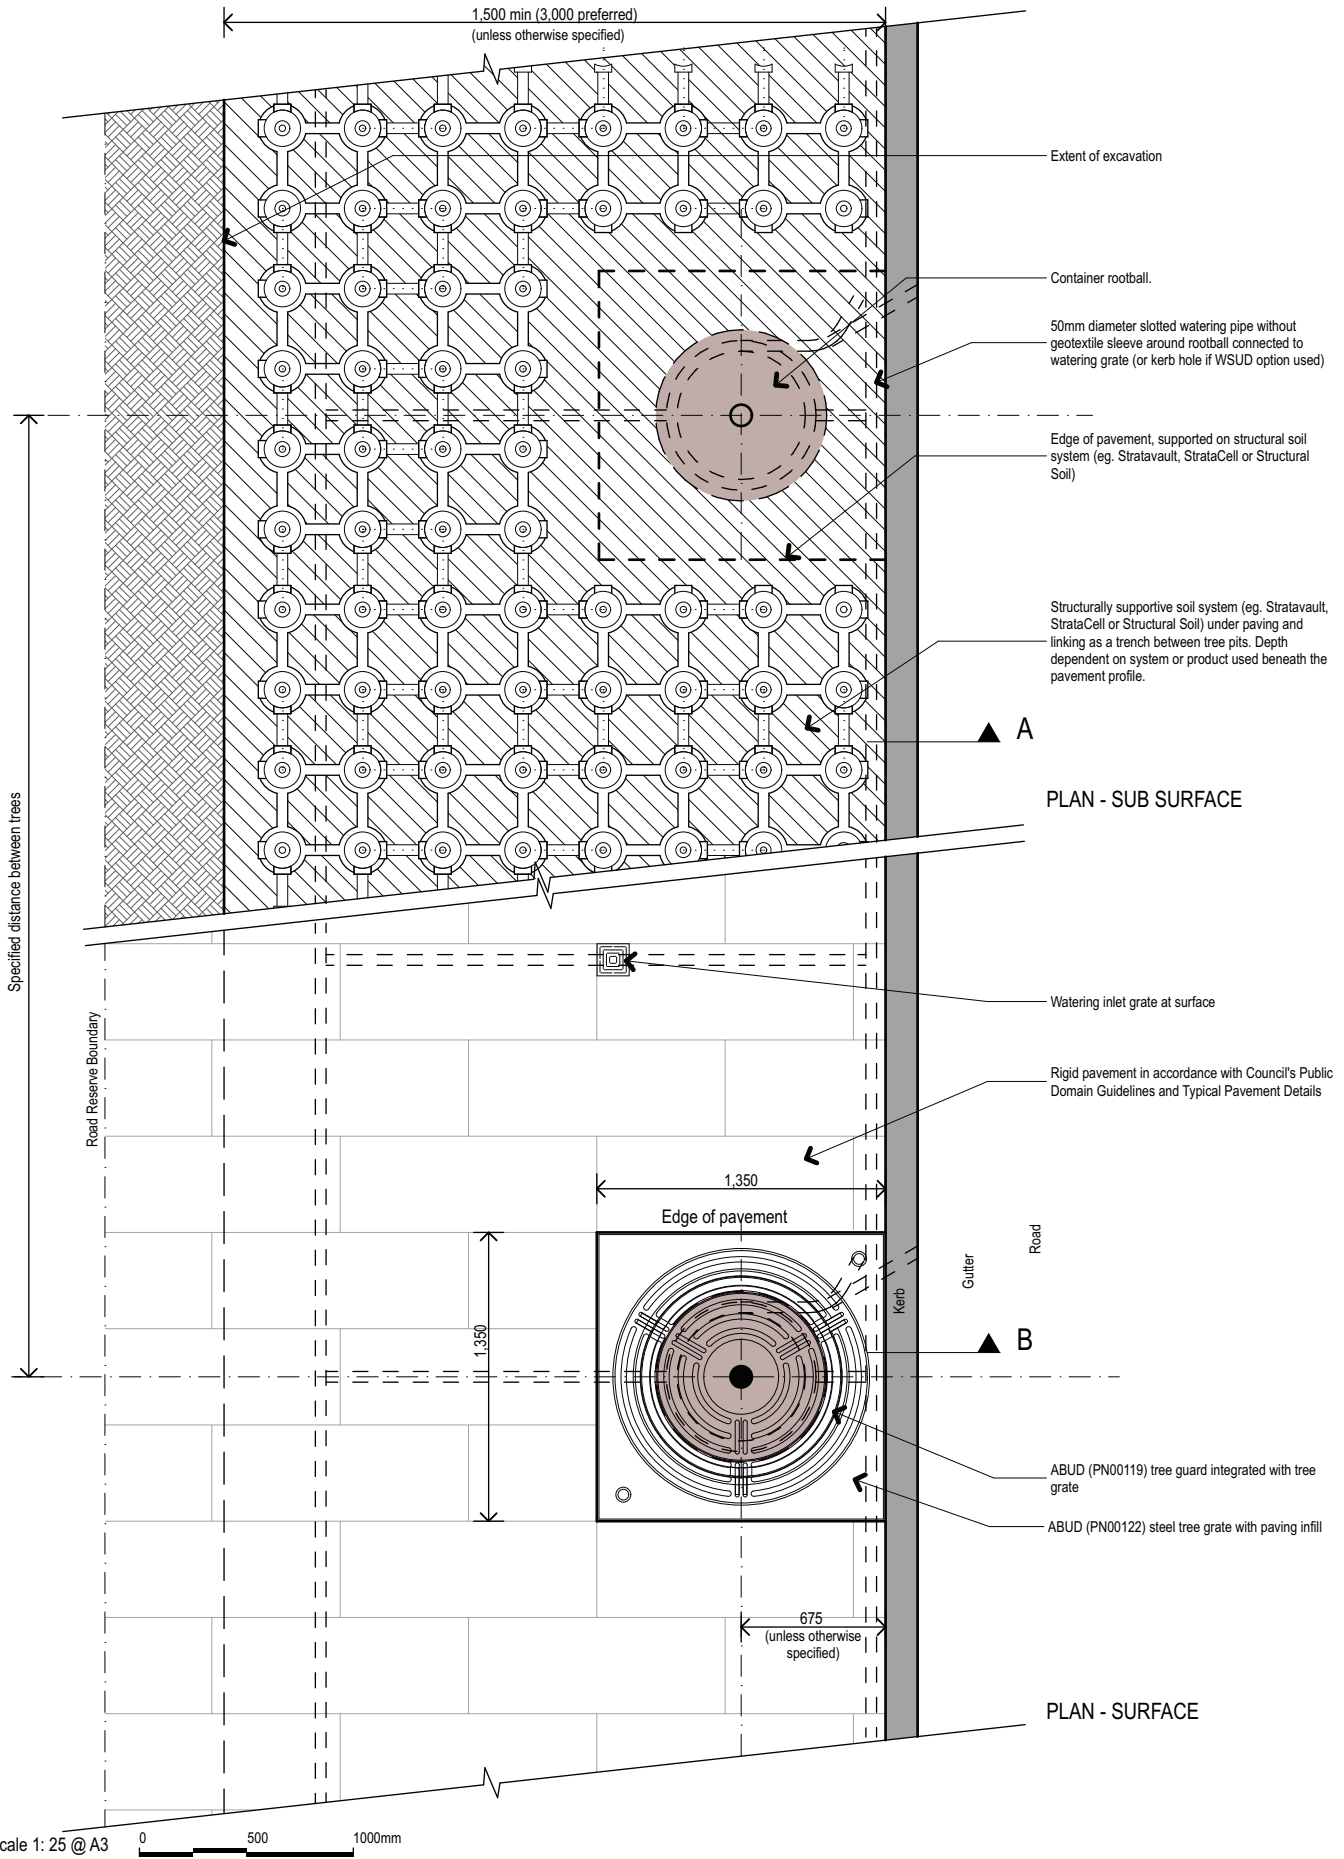 1,500 min (3,000 preferred)
(unless otherwise specified)
Extent of excavation
Container rootball.
50mm diameter slotted watering pipe without
geotextile sleeve around rootball connected to
watering grate (or kerb hole if WSUD option used)
Edge of pavement, supported on structural soil
system (eg. Stratavault, StrataCell or Structural
Soil)
Structurally supportive soil system (eg. Stratavault,
StrataCell or Structural Soil) under paving and
linking as a trench between tree pits. Depth
dependent on system or product used beneath the
pavement profile.
A
PLAN - SUB SURFACE
Specified distance between trees
Road Reserve Boundary
Watering inlet grate at surface
Rigid pavement in accordance with Council's Public
Domain Guidelines and Typical Pavement Details
1,350
Edge of pavement
1,350
Kerb
Gutter
Road
B
ABUD (PN00119) tree guard integrated with tree
grate
ABUD (PN00122) steel tree grate with paving infill
675
(unless otherwise
specified)
PLAN - SURFACE
cale 1: 25 @ A3
0 500 1000mm